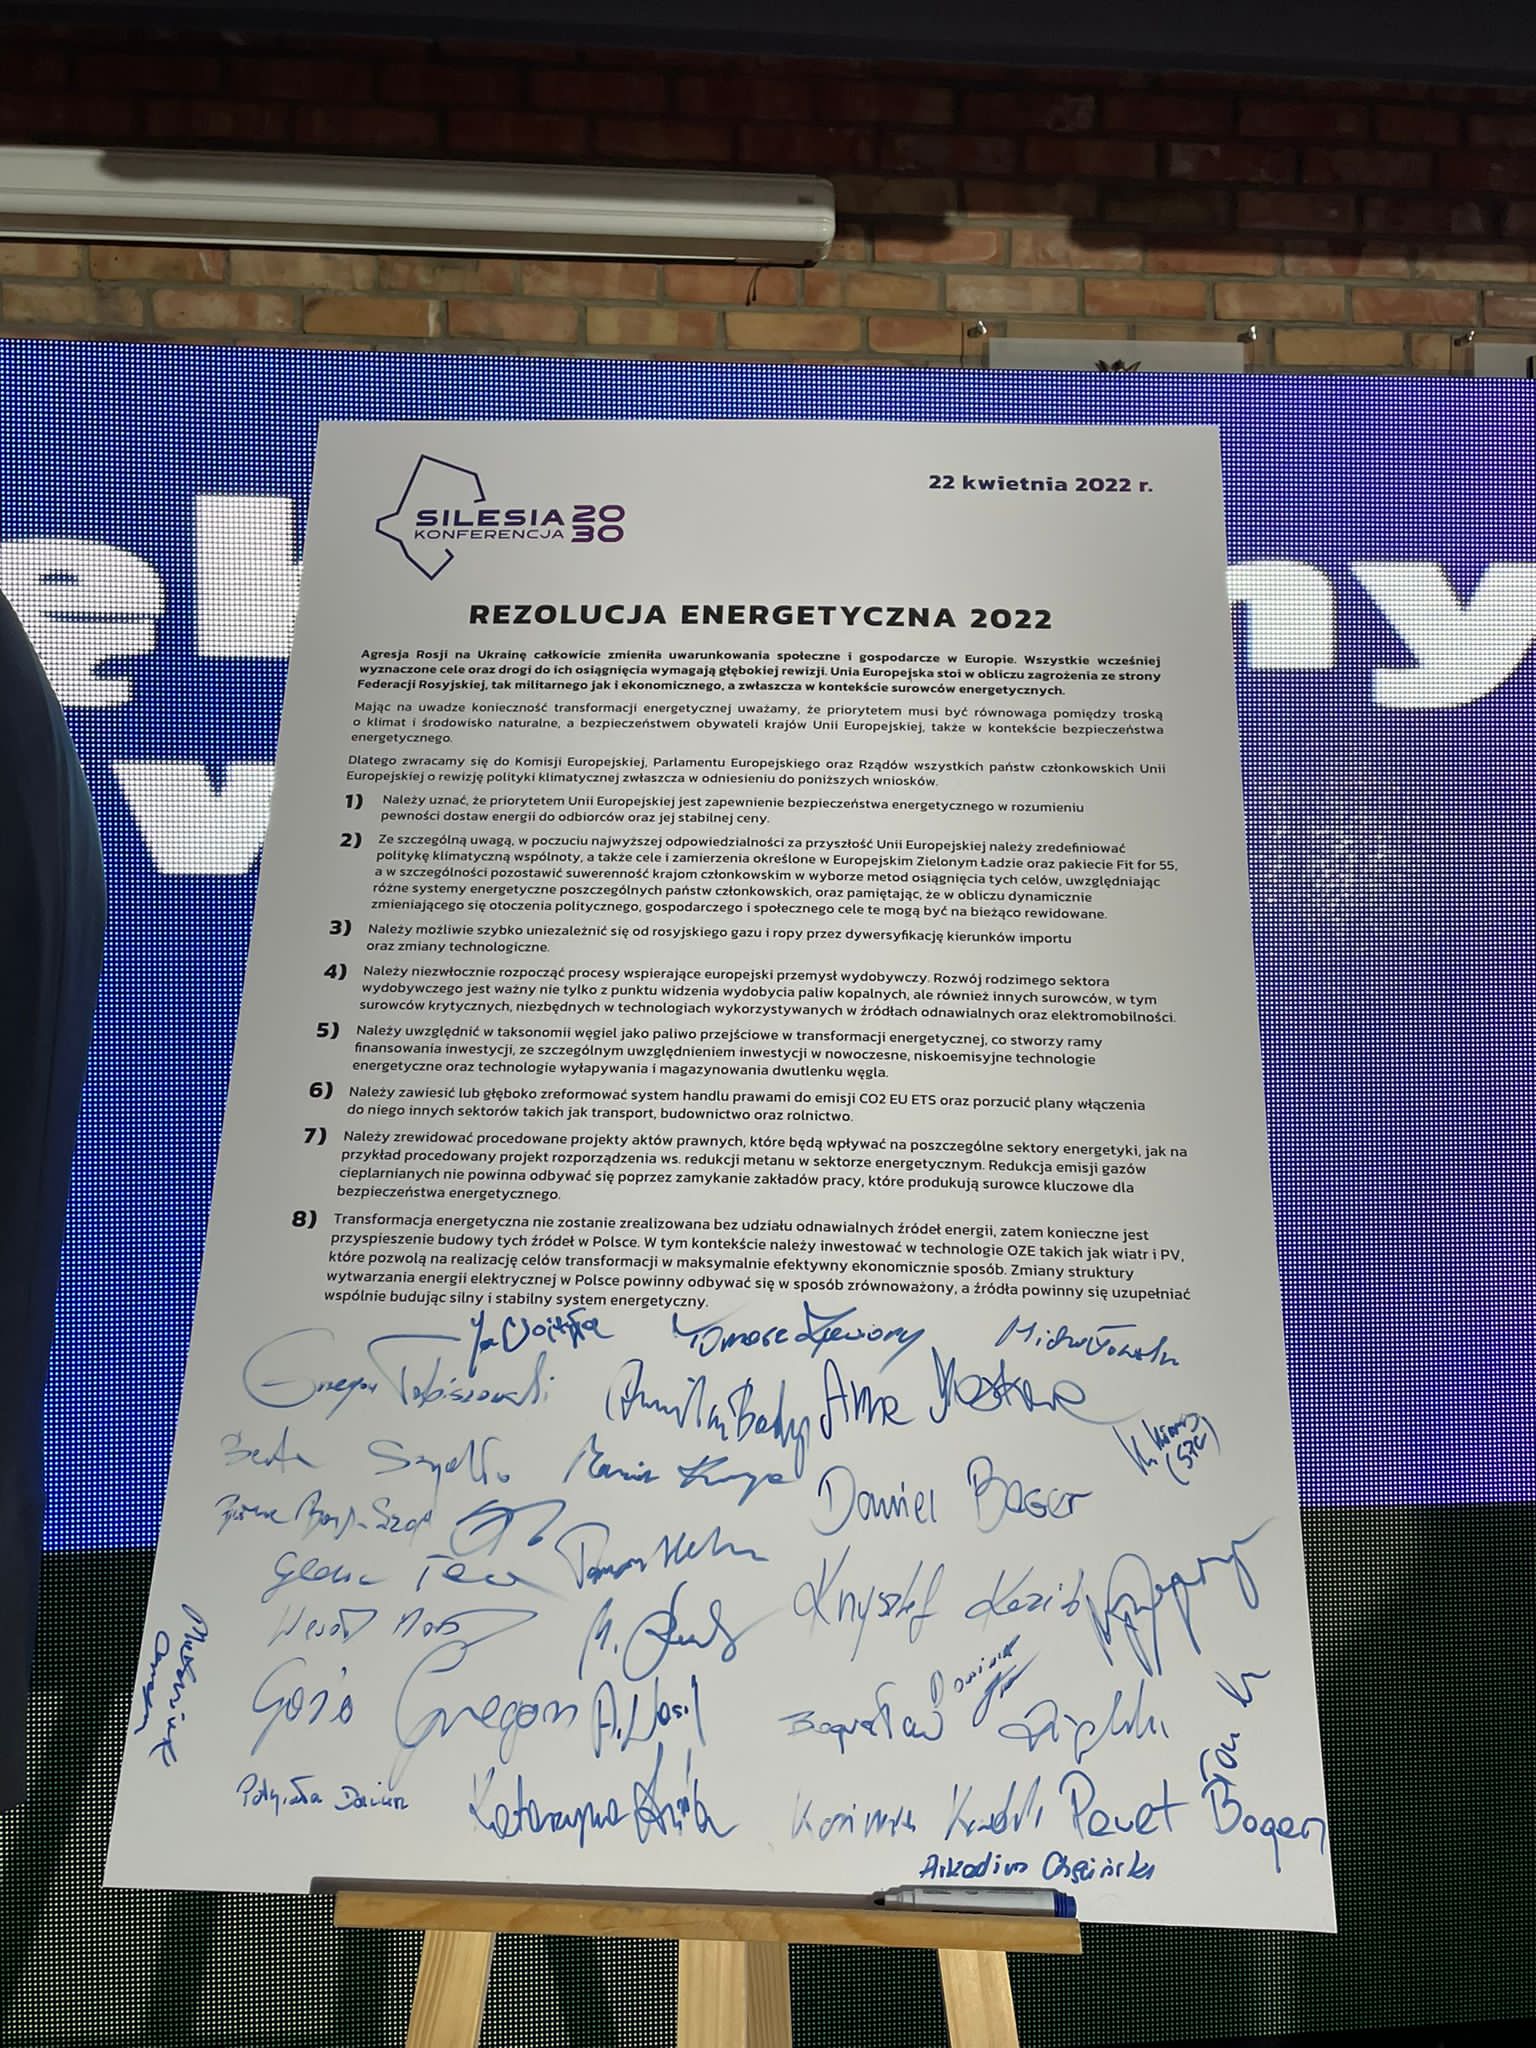 22 kwietnia 2022 r.
SILESIA 20
KONFERENCJA 30
REZOLUCJA ENERGETYCZNA 2022
Agresja Rosji na Ukrainę całkowicie zmieniła uwarunkowania społeczne i gospodarcze w Europie. Wszystkie wcześniej
wyznaczone cele oraz drogi do ich osiągnięcia wymagają głębokiej rewizji. Unia Europejska stoi w obliczu zagrożenia ze strony
Federacji Rosyjskiej, tak militarnego jak i ekonomicznego, a zwłaszcza w kontekście surowców energetycznych.
Mając na uwadze konieczność transformacji energetycznej uważamy, że priorytetem musi być równowaga pomiędzy troską
o klimat i środowisko naturalne, a bezpieczeństwem obywateli krajów Unii Europejskiej, także w kontekście bezpieczeństwa
energetycznego.
Dlatego zwracamy się do Komisji Europejskiej, Parlamentu Europejskiego oraz Rządów wszystkich państw członkowskich Unii
Europejskiej o rewizję polityki klimatycznej zwłaszcza w odniesieniu do poniższych wniosków.
1) Należy uznać, że priorytetem Unii Europejskiej jest zapewnienie bezpieczeństwa energetycznego w rozumieniu
pewności dostaw energii do odbiorców oraz jej stabilnej ceny.
2) Ze szczególną uwagą, w poczuciu najwyższej odpowiedzialności za przyszłość Unii Europejskiej należy zredefiniować
politykę klimatyczną wspólnoty, a także cele i zamierzenia określone w Europejskim Zielonym Ładzie oraz pakiecie Fit for 55,
a w szczególności pozostawić suwerenność krajom członkowskim w wyborze metod osiągnięcia tych celów, uwzględniając
różne systemy energetyczne poszczególnych państw członkowskich, oraz pamiętając, że w obliczu dynamicznie
zmieniającego się otoczenia politycznego, gospodarczego i społecznego cele te mogą być na bieżąco rewidowane.
3) Należy możliwie szybko uniezależnić się od rosyjskiego gazu i ropy przez dywersyfikację kierunków importu
oraz zmiany technologiczne.
4) Należy niezwłocznie rozpocząć procesy wspierające europejski przemysł wydobywczy. Rozwój rodzimego sektora
wydobywczego jest ważny nie tylko z punktu widzenia wydobycia paliw kopalnych, ale również innych surowców, w tym
surowców krytycznych, niezbędnych w technologiach wykorzystywanych w źródłach odnawialnych oraz elektromobilności.
5) Należy uwzględnić w taksonomii węgiel jako paliwo przejściowe w transformacji energetycznej, co stworzy ramy
finansowania inwestycji, ze szczególnym uwzględnieniem inwestycji w nowoczesne, niskoemisyjne technologie
energetyczne oraz technologie wyłapywania i magazynowania dwutlenku węgla.
6) Należy zawiesić lub głęboko zreformować system handlu prawami do emisji CO2 EU ETS oraz porzucić plany włączenia
do niego innych sektorów takich jak transport, budownictwo oraz rolnictwo.
7) Należy zrewidować procedowane projekty aktów prawnych, które będą wpływać na poszczególne sektory energetyki, jak na
przykład procedowany projekt rozporządzenia ws. redukcji metanu w sektorze energetycznym. Redukcja emisji gazów
cieplarnianych nie powinna odbywać się poprzez zamykanie zakładów pracy, które produkują surowce kluczowe dla
bezpieczeństwa energetycznego.
8) Transformacja energetyczna nie zostanie zrealizowana bez udziału odnawialnych źródeł energii, zatem konieczne jest
przyspieszenie budowy tych źródeł w Polsce. W tym kontekście należy inwestować w technologie OZE takich jak wiatr i PV,
które pozwolą na realizację celów transformacji w maksymalnie efektywny ekonomicznie sposób. Zmiany struktury
wytwarzania energii elektrycznej w Polsce powinny odbywać się w sposób zrównoważony, a źródła powinny się uzupełniać
wspólnie budując silny i stabilny system energetyczny.
Grzegorz Tobiszowski
Beata Szydło
Daniel
Krzysztof
Grzegorz
Katarzyna
Paweł
Arkadiusz